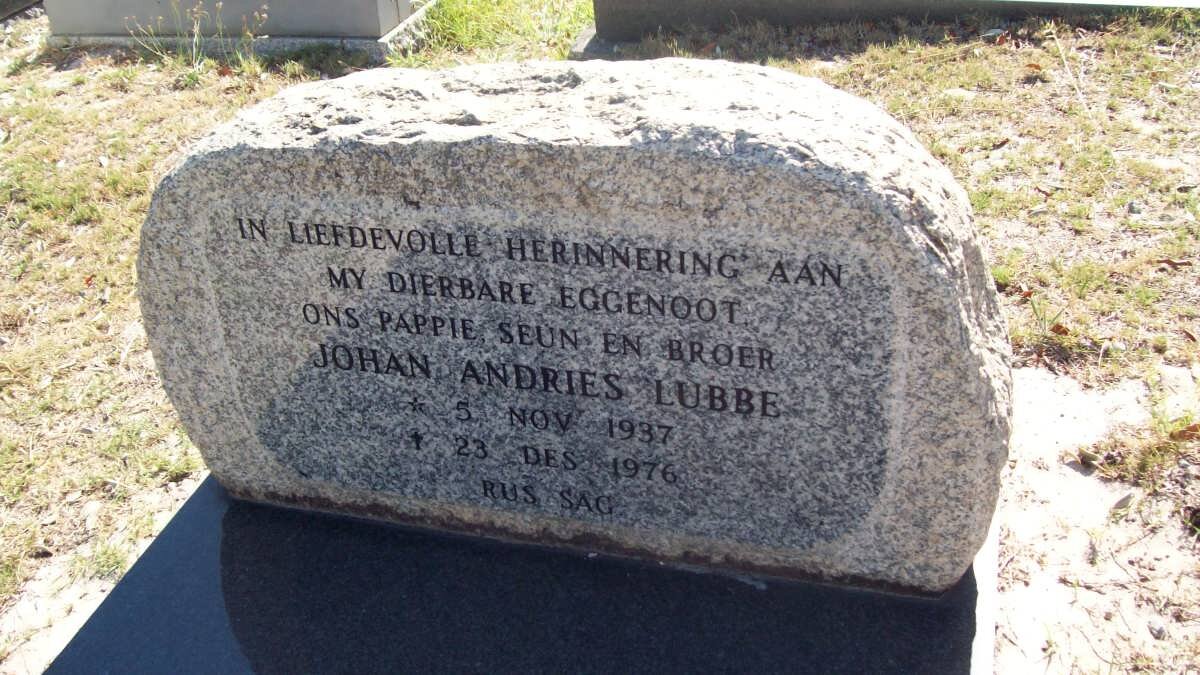 IN LIEFDEVOLLE HERINNERING AAN
MY DIERBARE EGGENOOT.
ONS PAPPIE, SEUN EN BROER
JOHAN ANDRIES LUBBE
* 5 NOV 1937
✝ 23 DES 1976
RUS SAG